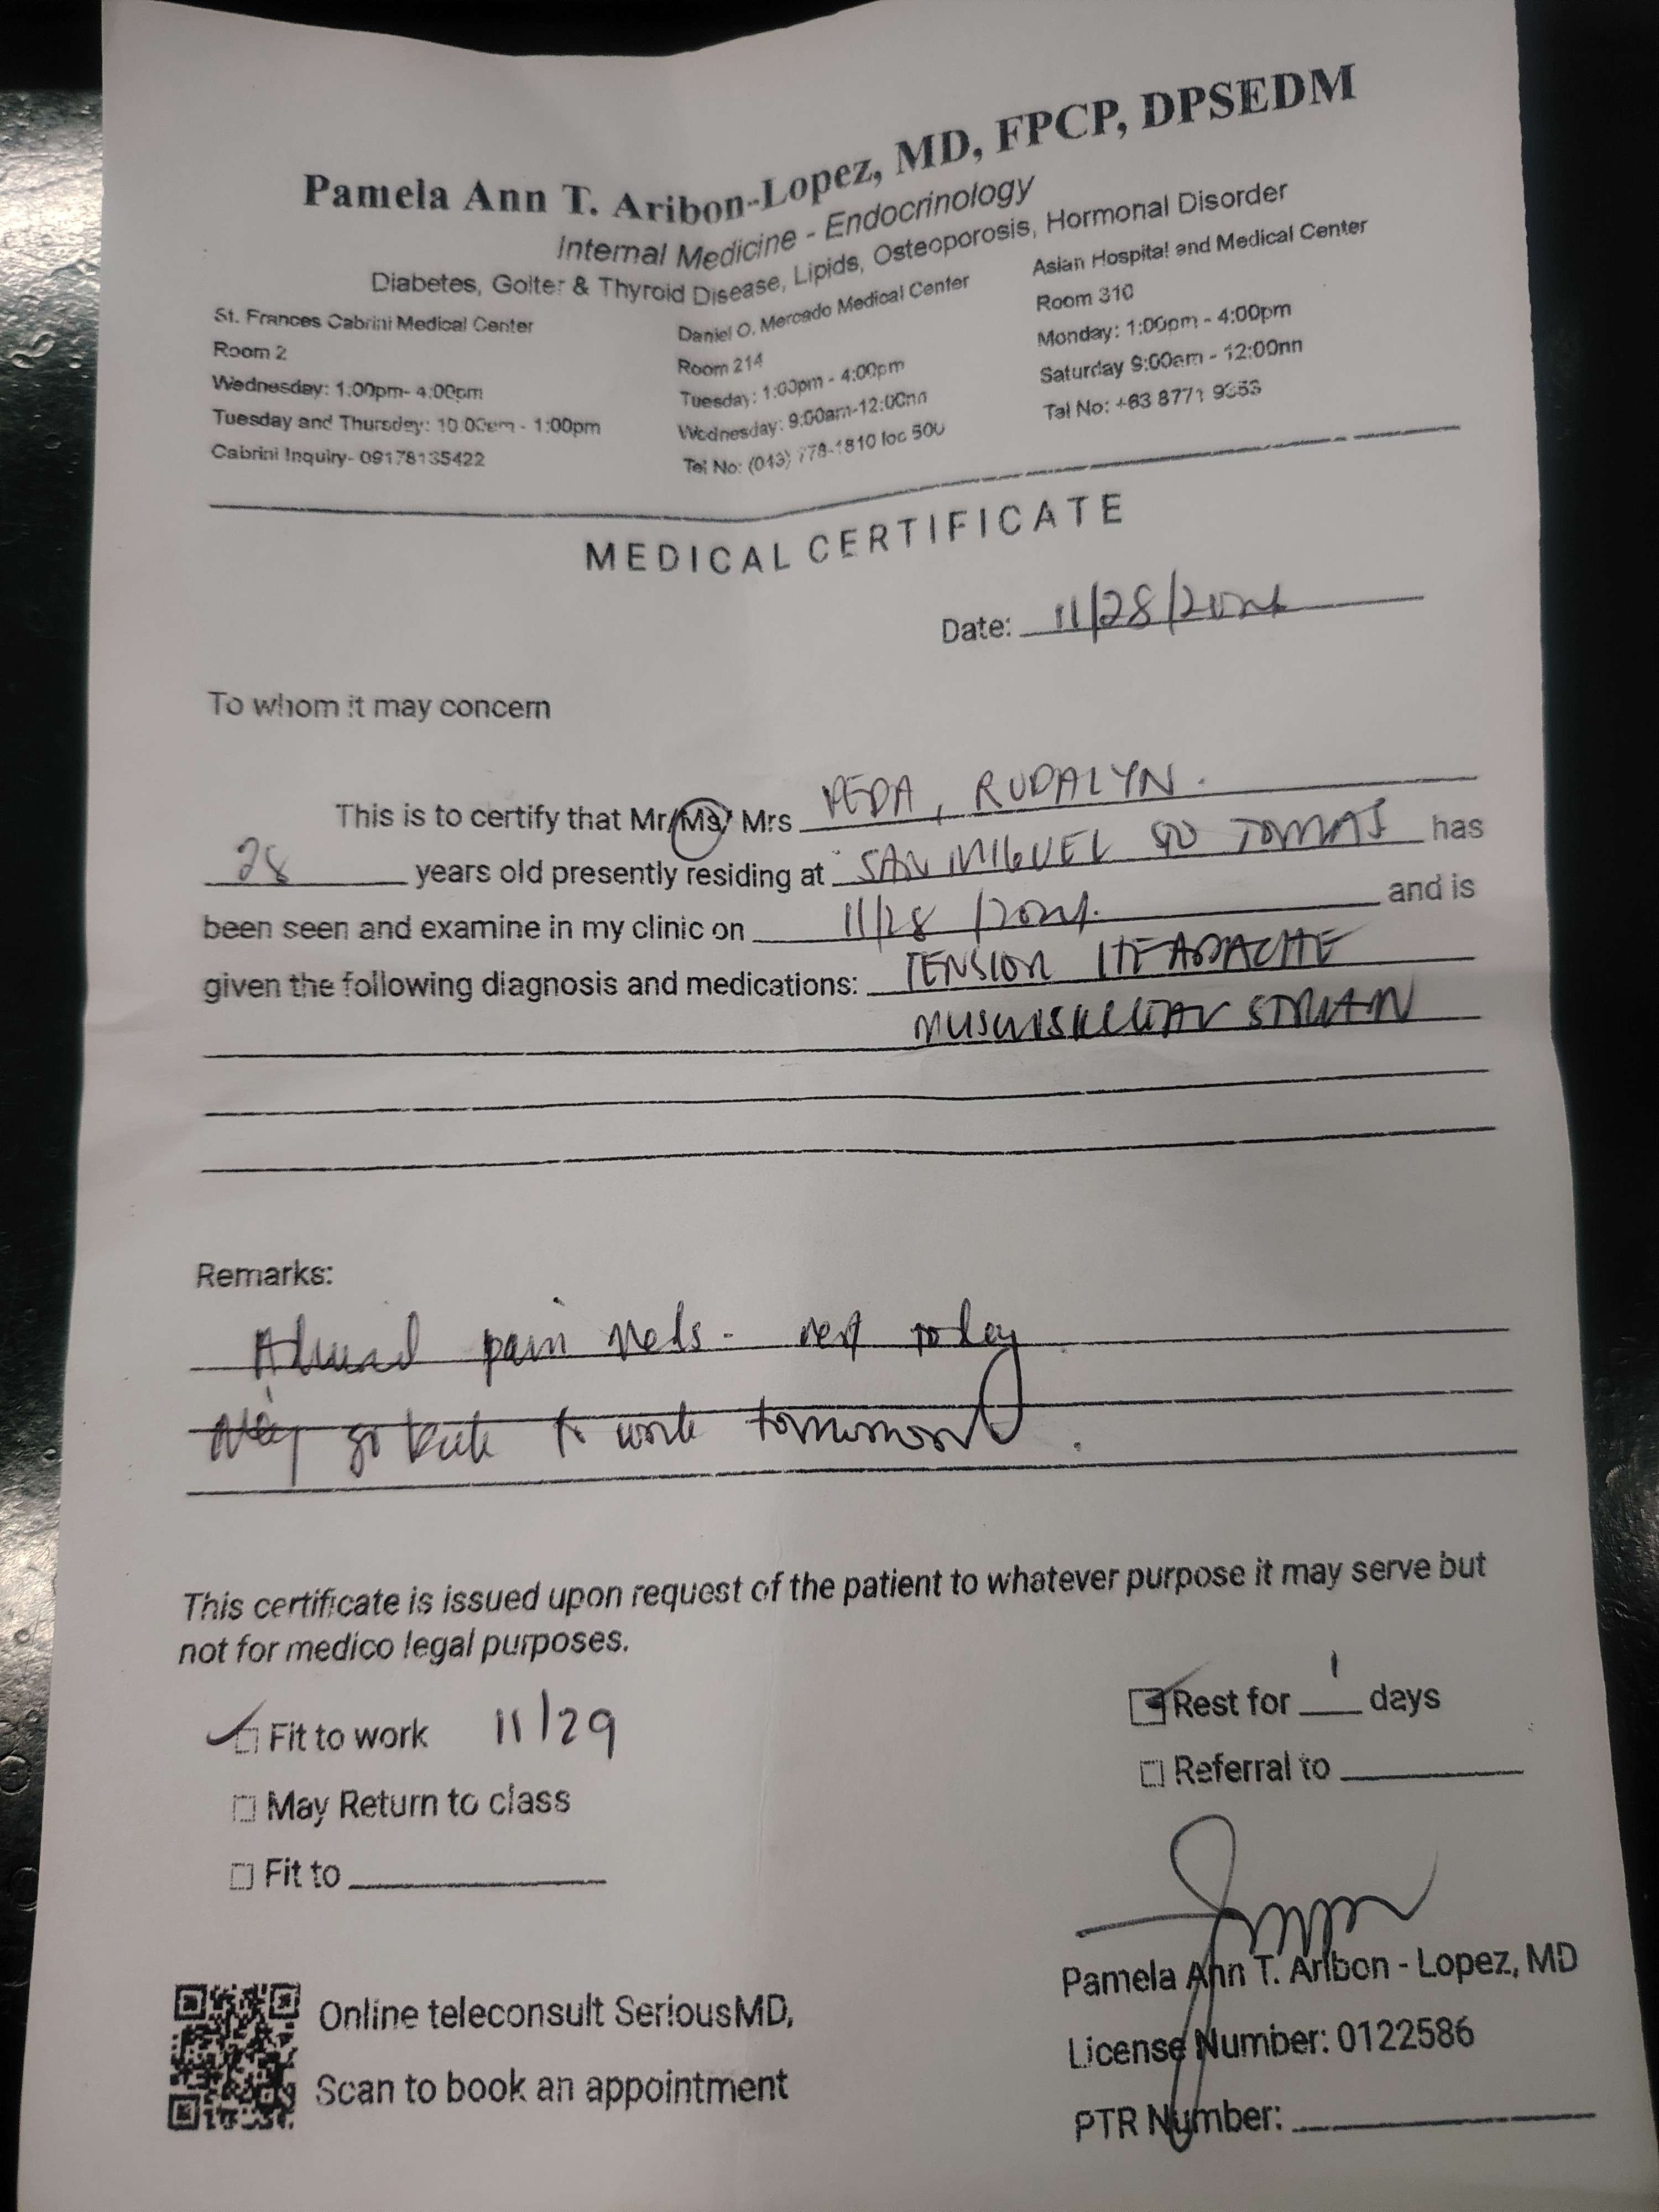 Pamela Ann T. Aribon-Lopez, MD, FPCP, DPSEDM
Internal Medicine - Endocrinology
Diabetes, Goiter & Thyroid Disease, Lipids, Osteoporosis, Hormonal Disorder
St. Frances Cabrini Medical Center
Room 2
Wednesday: 1:00pm- 4:00pm
Tuesday and Thursday: 10:00am - 1:00pm
Cabrini Inquiry- 09178135422
Daniel O. Mercado Medical Center
Room 214
Tuesday: 1:00pm - 4:00pm
Wednesday: 9:00am-12:00nn
Tel No: (043) 778-1810 loc 500
Asian Hospital and Medical Center
Room 310
Monday: 1:00pm - 4:00pm
Saturday 9:00am - 12:00nn
Tel No: +63 8771 9353
MEDICAL CERTIFICATE
Date: 11/28/2024
To whom it may concern
This is to certify that Mr/Ms/ Mrs RUDALYN.
28 years old presently residing at SAN MIGUEL STO TOMAS has
been seen and examine in my clinic on 11/28/2024. and is
given the following diagnosis and medications: TENSION HEADACHE
MUSCULOSKELETAL STRAIN
Remarks:
Advised pain meds - rest today
May go back to work tomorrow.
This certificate is issued upon request of the patient to whatever purpose it may serve but
not for medico legal purposes.
Fit to work 11/29
May Return to class
Fit to
Rest for 1 days
Referral to
Pamela Ann T. Aribon - Lopez, MD
License Number: 0122586
PTR Number:
Online teleconsult SeriousMD,
Scan to book an appointment